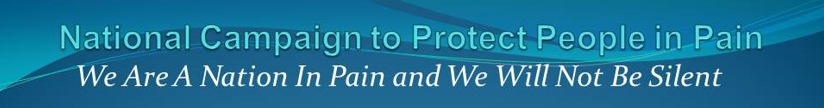 National Campaign to Protect People in Pain
We Are A Nation In Pain and We Will Not Be Silent